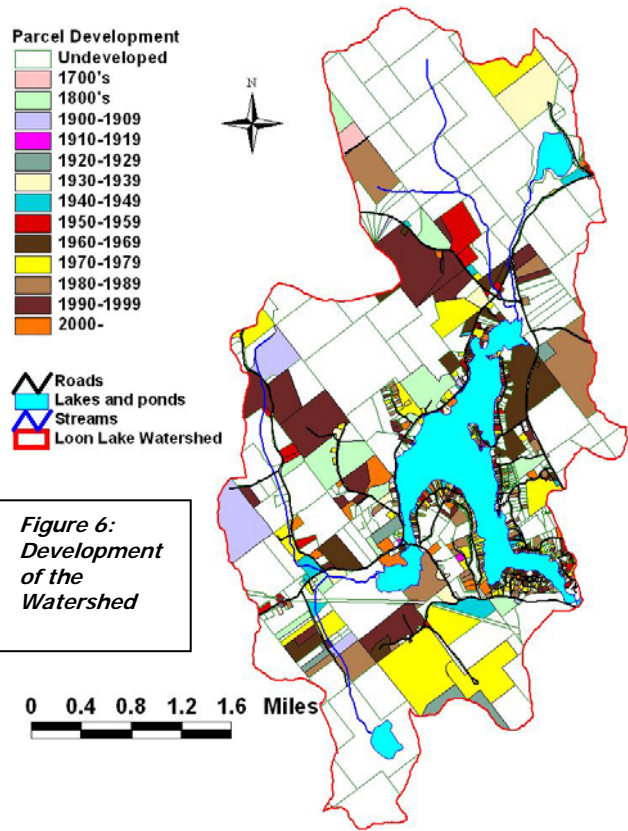 Parcel Development
Undeveloped
1700's
1800's
1900-1909
1910-1919
1920-1929
1930-1939
1940-1949
1950-1959
1960-1969
1970-1979
1980-1989
1990-1999
2000-
N
Roads
Lakes and ponds
Streams
Loon Lake Watershed
Figure 6:
Development
of the
Watershed
0 0.4 0.8 1.2 1.6 Miles